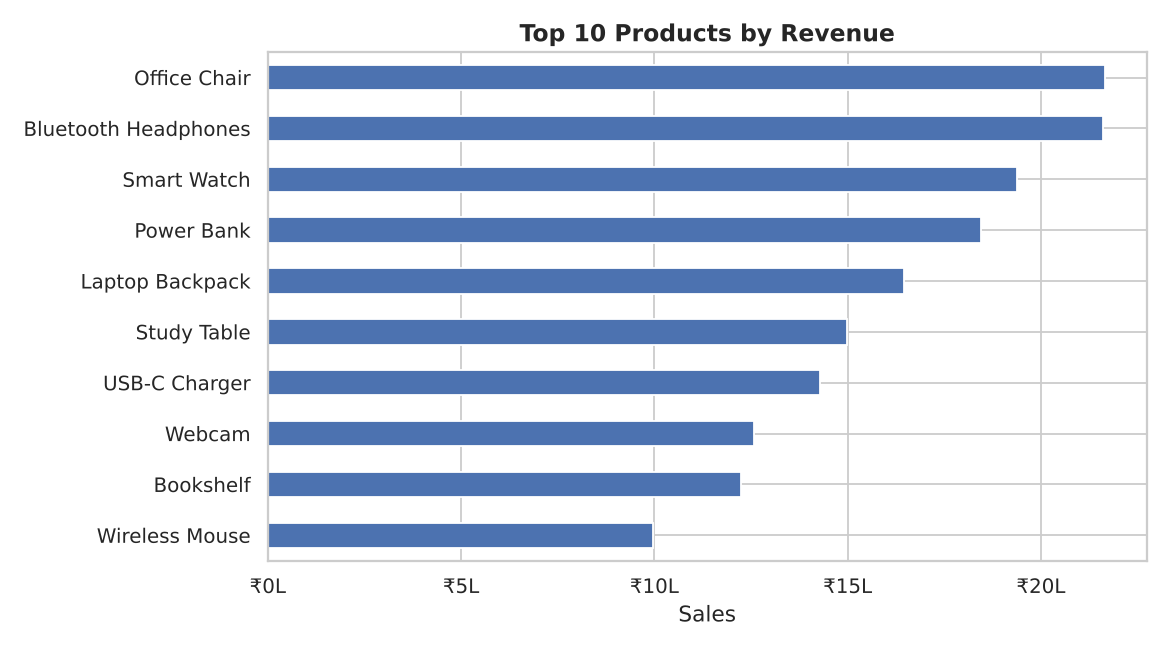 Top 10 Products by Revenue
Office Chair
Bluetooth Headphones
Smart Watch
Power Bank
Laptop Backpack
Study Table
USB-C Charger
Webcam
Bookshelf
Wireless Mouse
₹0L ₹5L ₹10L ₹15L ₹20L
Sales